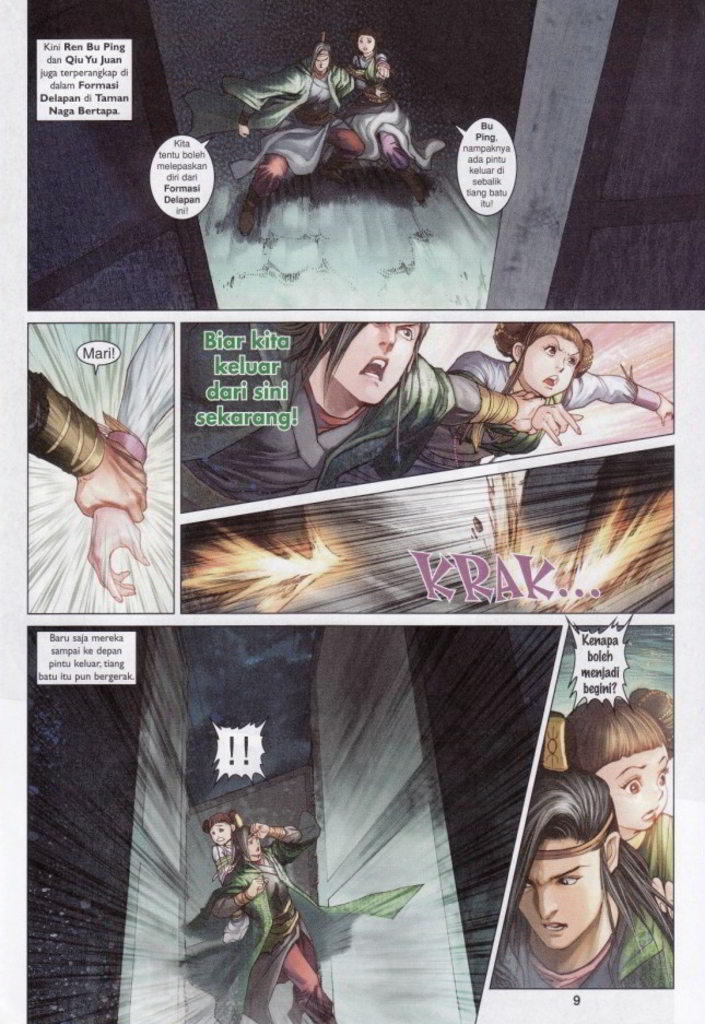 Kini Ren Bu Ping
dan Qiu Yu Juan
juga terperangkap di
dalam Formasi
Delapan di Taman
Naga Bertapa.
Kita
tentu boleh
melepaskan
diri dari
Formasi
Delapan
ini!
Bu
Ping,
nampaknya
ada pintu
keluar di
sebalik
tiang batu
itu!
Mari!
Biar kita
keluar
dari sini
sekarang!
KRAK...
Baru saja mereka
sampai ke depan
pintu keluar, tiang
batu itu pun bergerak.
!!
Kenapa
boleh
menjadi
begini?
9